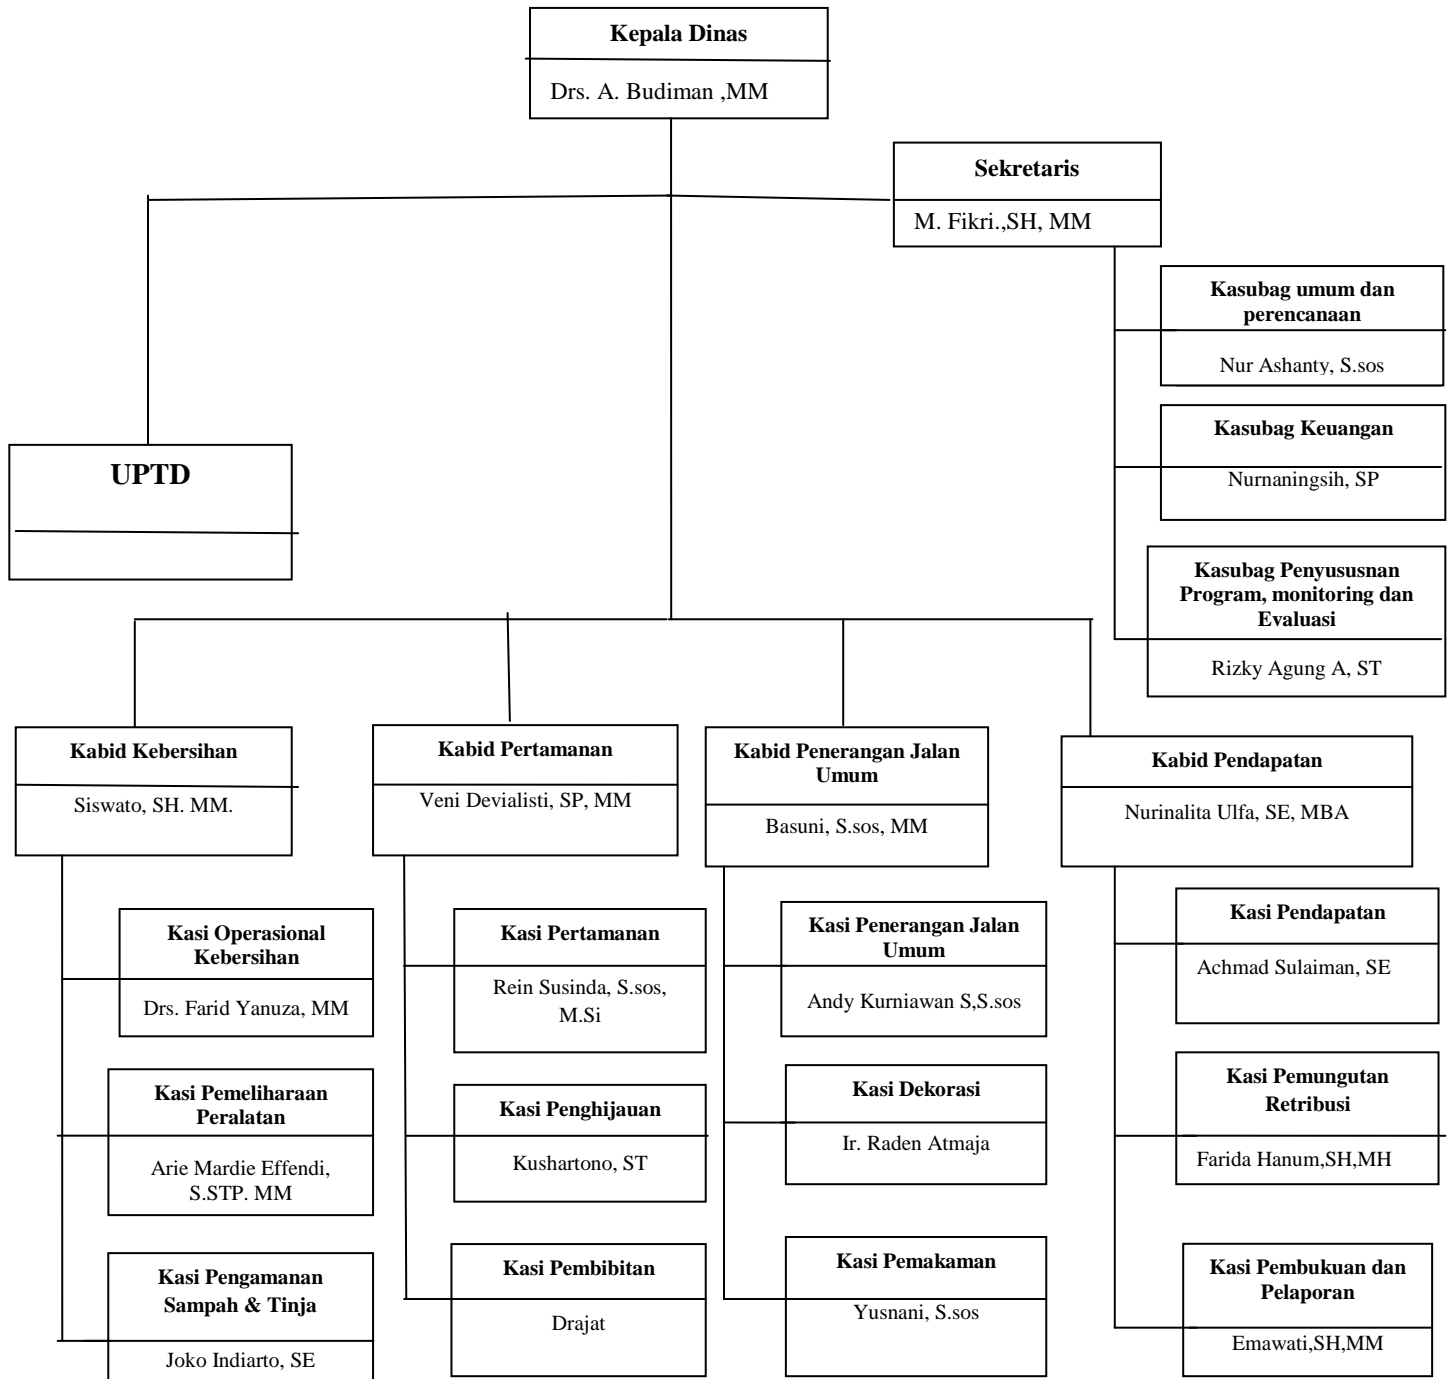 Kepala Dinas
Drs. A. Budiman ,MM
Sekretaris
M. Fikri.,SH, MM
Kasubag umum dan
perencanaan
Nur Ashanty, S.sos
Kasubag Keuangan
Nurnaningsih, SP
Kasubag Penyususnan
Program, monitoring dan
Evaluasi
Rizky Agung A, ST
UPTD
Kabid Kebersihan
Siswato, SH. MM.
Kasi Operasional
Kebersihan
Drs. Farid Yanuza, MM
Kasi Pemeliharaan
Peralatan
Arie Mardie Effendi,
S.STP. MM
Kasi Pengamanan
Sampah & Tinja
Joko Indiarto, SE
Kabid Pertamanan
Veni Devialisti, SP, MM
Kasi Pertamanan
Rein Susinda, S.sos,
M.Si
Kasi Penghijauan
Kushartono, ST
Kasi Pembibitan
Drajat
Kabid Penerangan Jalan
Umum
Basuni, S.sos, MM
Kasi Penerangan Jalan
Umum
Andy Kurniawan S,S.sos
Kasi Dekorasi
Ir. Raden Atmaja
Kasi Pemakaman
Yusnani, S.sos
Kabid Pendapatan
Nurinalita Ulfa, SE, MBA
Kasi Pendapatan
Achmad Sulaiman, SE
Kasi Pemungutan
Retribusi
Farida Hanum,SH,MH
Kasi Pembukuan dan
Pelaporan
Emawati,SH,MM